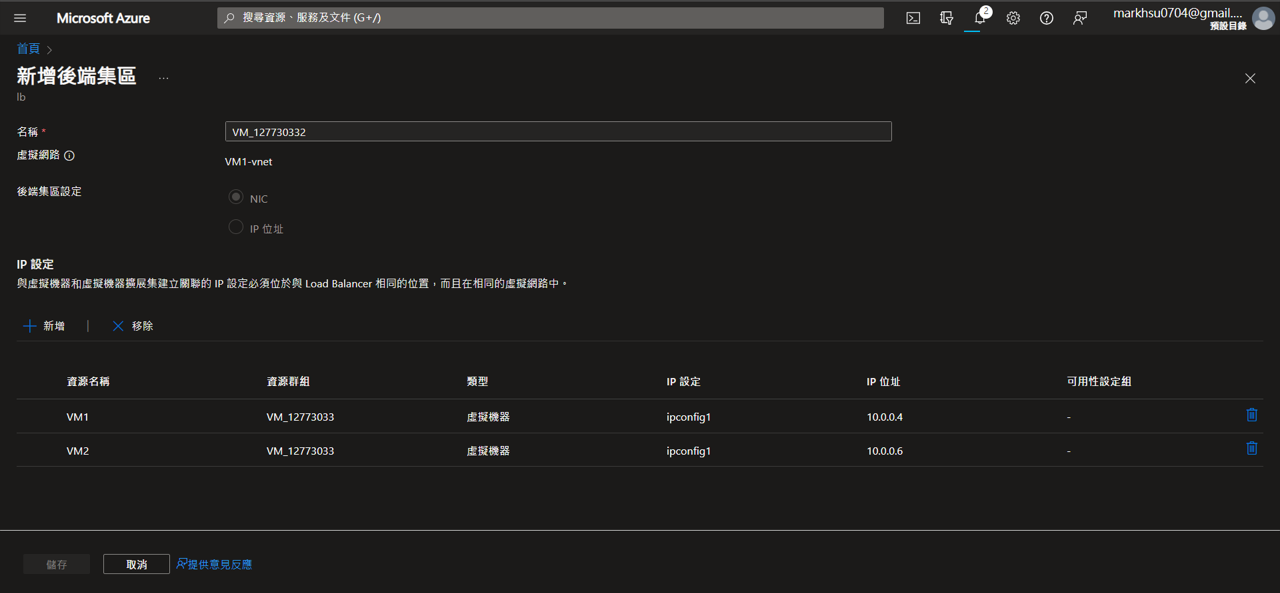 Microsoft Azure
搜尋資源、服務及文件 (G+/)
2
markhsu0704@gmail....
預設目錄
首頁 >
新增後端集區 ...
lb
名稱 * VM_127730332
虛擬網路 VM1-vnet
後端集區設定 NIC
IP 位址
IP 設定
與虛擬機器和虛擬機器擴展集建立關聯的 IP 設定必須位於與 Load Balancer 相同的位置，而且在相同的虛擬網路中。
新增 | 移除
資源名稱 資源群組 類型 IP 設定 IP 位址 可用性設定組
VM1 VM_12773033 虛擬機器 ipconfig1 10.0.0.4 -
VM2 VM_12773033 虛擬機器 ipconfig1 10.0.0.6 -
儲存 取消 提供意見反應